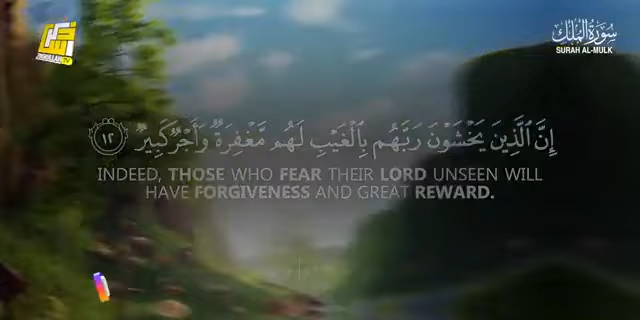 سُورَةُ الْمُلْكِ
SURAH AL-MULK
إِنَّ ٱلَّذِينَ يَخْشَوْنَ رَبَّهُم بِٱلْغَيْبِ لَهُم مَّغْفِرَةٌ وَأَجْرٌ كَبِيرٌ ١٢
INDEED, THOSE WHO FEAR THEIR LORD UNSEEN WILL
HAVE FORGIVENESS AND GREAT REWARD.